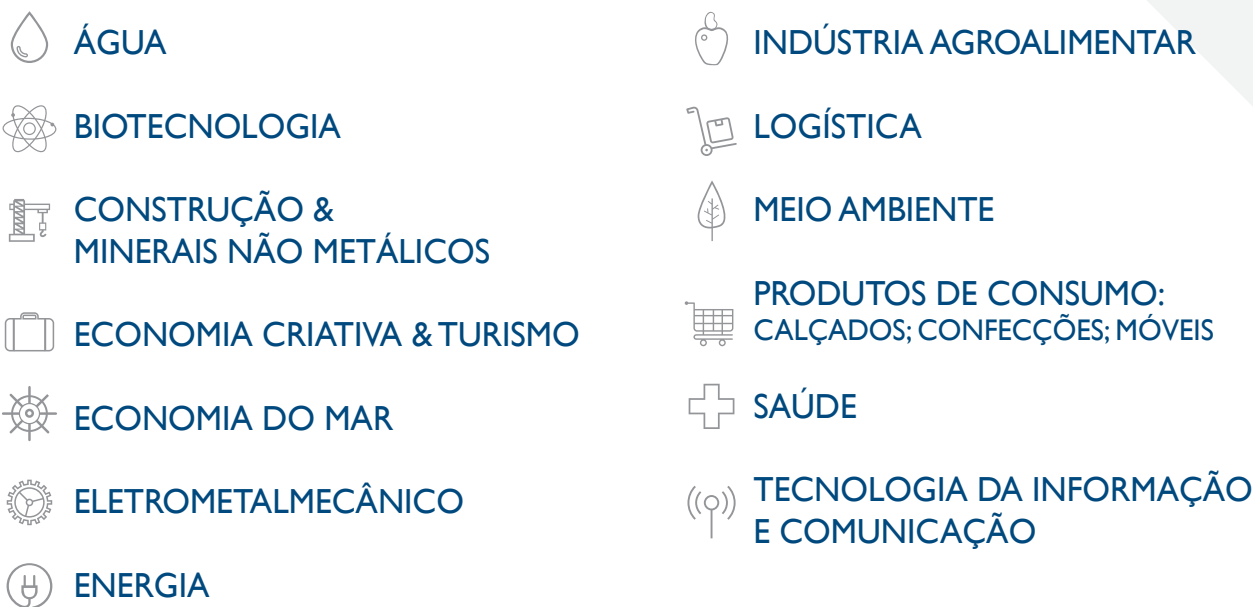 ÁGUA
BIOTECNOLOGIA
CONSTRUÇÃO &
MINERAIS NÃO METÁLICOS
ECONOMIA CRIATIVA & TURISMO
ECONOMIA DO MAR
ELETROMETALMECÂNICO
ENERGIA
INDÚSTRIA AGROALIMENTAR
LOGÍSTICA
MEIO AMBIENTE
PRODUTOS DE CONSUMO:
CALÇADOS; CONFECÇÕES; MÓVEIS
SAÚDE
TECNOLOGIA DA INFORMAÇÃO
E COMUNICAÇÃO